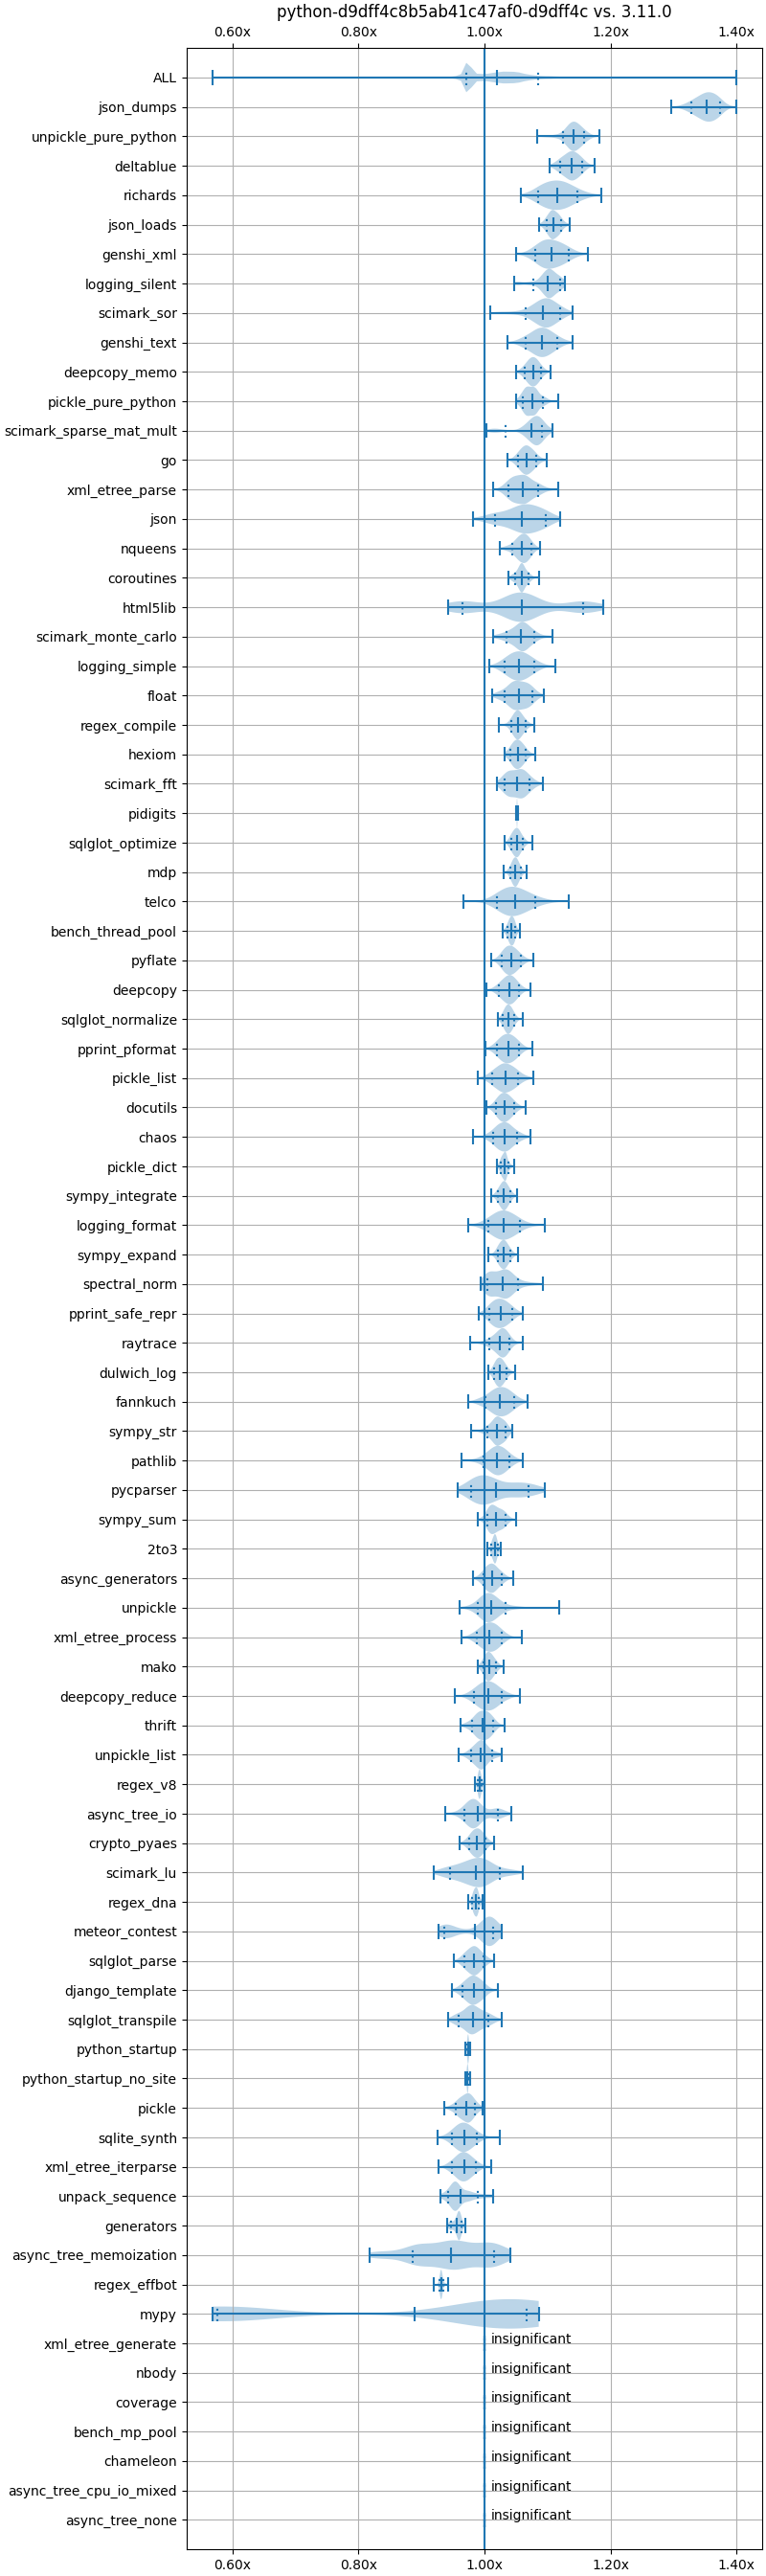 python-d9dff4c8b5ab41c47af0-d9dff4c vs. 3.11.0
0.60x 0.80x 1.00x 1.20x 1.40x
ALL
json_dumps
unpickle_pure_python
deltablue
richards
json_loads
genshi_xml
logging_silent
scimark_sor
genshi_text
deepcopy_memo
pickle_pure_python
scimark_sparse_mat_mult
go
xml_etree_parse
json
nqueens
coroutines
html5lib
scimark_monte_carlo
logging_simple
float
regex_compile
hexiom
scimark_fft
pidigits
sqlglot_optimize
mdp
telco
bench_thread_pool
pyflate
deepcopy
sqlglot_normalize
pprint_pformat
pickle_list
docutils
chaos
pickle_dict
sympy_integrate
logging_format
sympy_expand
spectral_norm
pprint_safe_repr
raytrace
dulwich_log
fannkuch
sympy_str
pathlib
pycparser
sympy_sum
2to3
async_generators
unpickle
xml_etree_process
mako
deepcopy_reduce
thrift
unpickle_list
regex_v8
async_tree_io
crypto_pyaes
scimark_lu
regex_dna
meteor_contest
sqlglot_parse
django_template
sqlglot_transpile
python_startup
python_startup_no_site
pickle
sqlite_synth
xml_etree_iterparse
unpack_sequence
generators
async_tree_memoization
regex_effbot
mypy
xml_etree_generate insignificant
nbody insignificant
coverage insignificant
bench_mp_pool insignificant
chameleon insignificant
async_tree_cpu_io_mixed insignificant
async_tree_none insignificant
0.60x 0.80x 1.00x 1.20x 1.40x